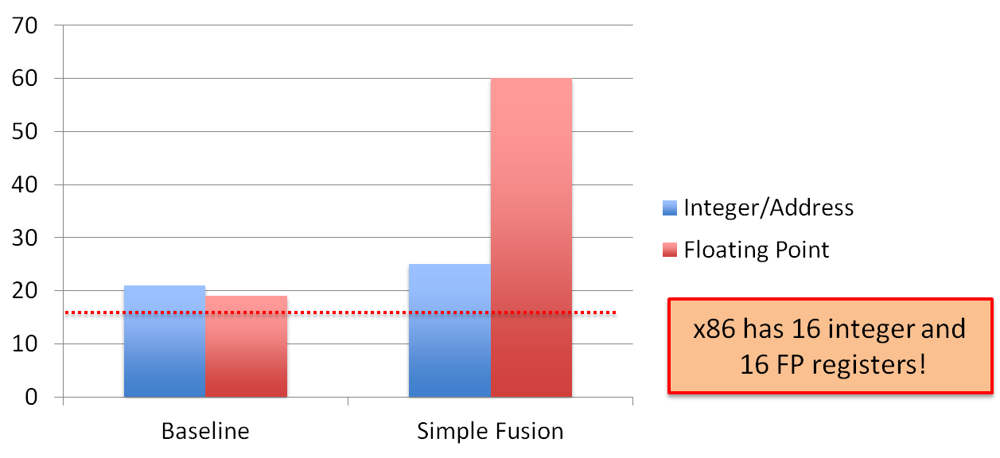 70
60
50
40
30
20
10
0
Baseline
Simple Fusion
Integer/Address
Floating Point
x86 has 16 integer and
16 FP registers!